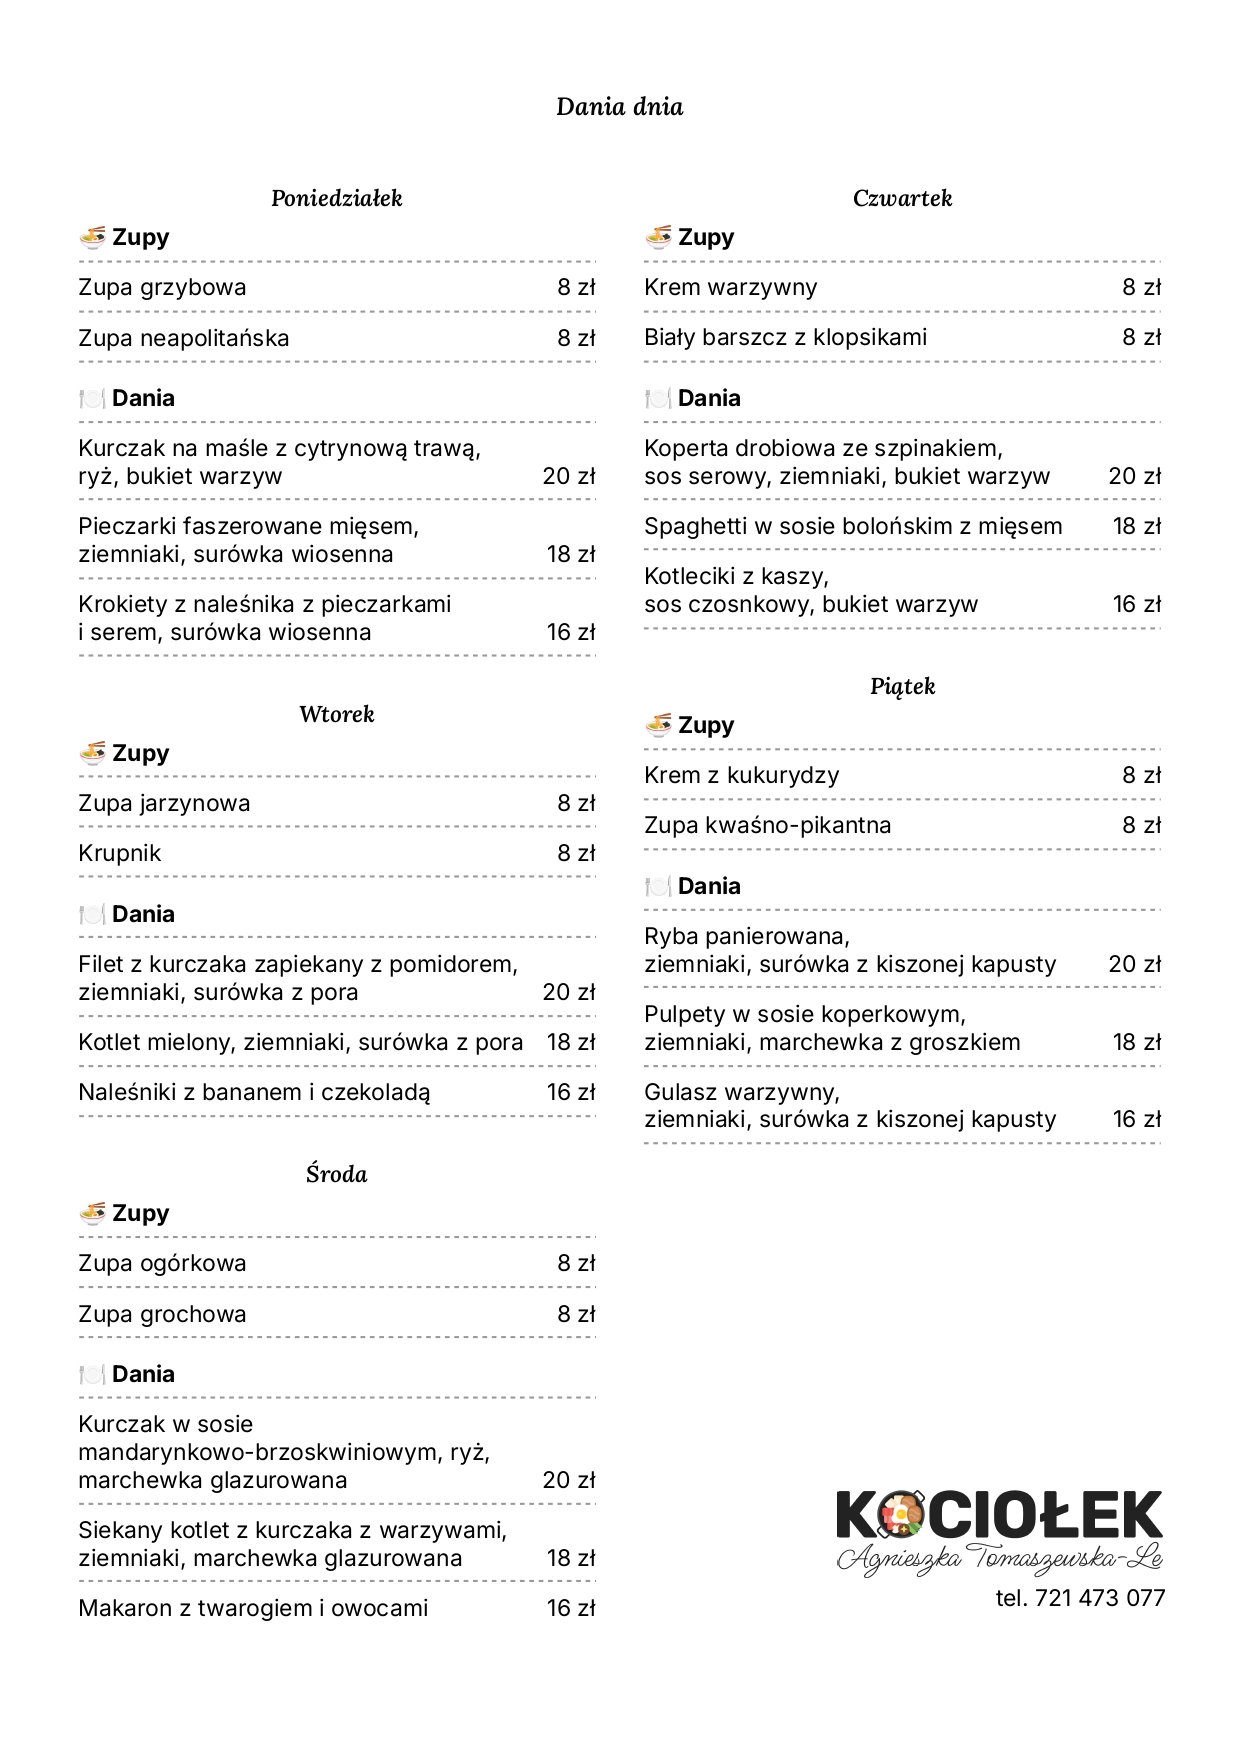 Dania dnia
Poniedziałek
Zupy
Zupa grzybowa 8 zł
Zupa neapolitańska 8 zł
Dania
Kurczak na maśle z cytrynową trawą,
ryż, bukiet warzyw 20 zł
Pieczarki faszerowane mięsem,
ziemniaki, surówka wiosenna 18 zł
Krokiety z naleśnika z pieczarkami
i serem, surówka wiosenna 16 zł
Wtorek
Zupy
Zupa jarzynowa 8 zł
Krupnik 8 zł
Dania
Filet z kurczaka zapiekany z pomidorem,
ziemniaki, surówka z pora 20 zł
Kotlet mielony, ziemniaki, surówka z pora 18 zł
Naleśniki z bananem i czekoladą 16 zł
Środa
Zupy
Zupa ogórkowa 8 zł
Zupa grochowa 8 zł
Dania
Kurczak w sosie
mandarynkowo-brzoskwiniowym, ryż,
marchewka glazurowana 20 zł
Siekany kotlet z kurczaka z warzywami,
ziemniaki, marchewka glazurowana 18 zł
Makaron z twarogiem i owocami 16 zł
Czwartek
Zupy
Krem warzywny 8 zł
Biały barszcz z klopsikami 8 zł
Dania
Koperta drobiowa ze szpinakiem,
sos serowy, ziemniaki, bukiet warzyw 20 zł
Spaghetti w sosie bolońskim z mięsem 18 zł
Kotleciki z kaszy,
sos czosnkowy, bukiet warzyw 16 zł
Piątek
Zupy
Krem z kukurydzy 8 zł
Zupa kwaśno-pikantna 8 zł
Dania
Ryba panierowana,
ziemniaki, surówka z kiszonej kapusty 20 zł
Pulpety w sosie koperkowym,
ziemniaki, marchewka z groszkiem 18 zł
Gulasz warzywny,
ziemniaki, surówka z kiszonej kapusty 16 zł
KOCIOŁEK
Agnieszka Tomaszewska-Le
tel. 721 473 077